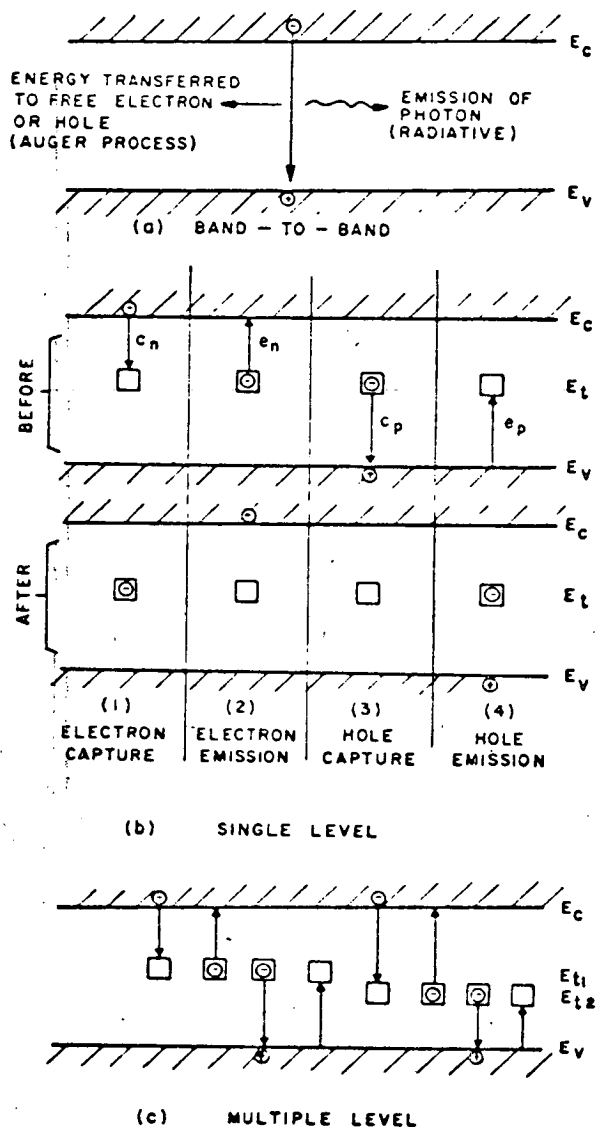 E_c
ENERGY TRANSFERRED
TO FREE ELECTRON
OR HOLE
(AUGER PROCESS)
EMISSION OF
PHOTON
(RADIATIVE)
E_v
(a) BAND - TO - BAND
BEFORE
E_c
c_n
e_n
E_t
c_p
e_p
E_v
AFTER
E_c
E_t
E_v
(1)
ELECTRON
CAPTURE
(2)
ELECTRON
EMISSION
(3)
HOLE
CAPTURE
(4)
HOLE
EMISSION
(b) SINGLE LEVEL
E_c
E_t1
E_t2
E_v
(c) MULTIPLE LEVEL